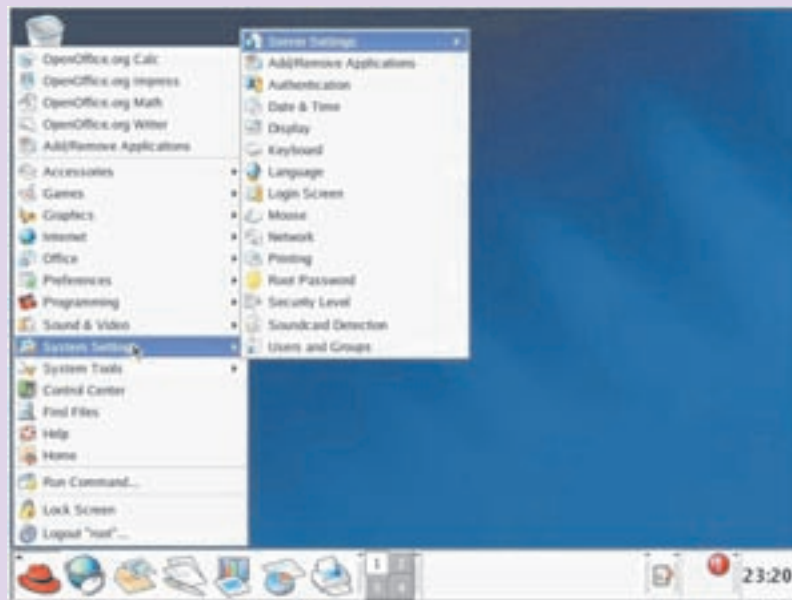 OpenOffice.org Calc
OpenOffice.org Impress
OpenOffice.org Math
OpenOffice.org Writer
Add/Remove Applications
Accessories
Games
Graphics
Internet
Office
Preferences
Programming
Sound & Video
System Settings
System Tools
Control Center
Find Files
Help
Home
Run Command...
Lock Screen
Logout "root"...
Server Settings
Add/Remove Applications
Authentication
Date & Time
Display
Keyboard
Language
Login Screen
Mouse
Network
Printing
Root Password
Security Level
Soundcard Detection
Users and Groups
1 2
4
23:20